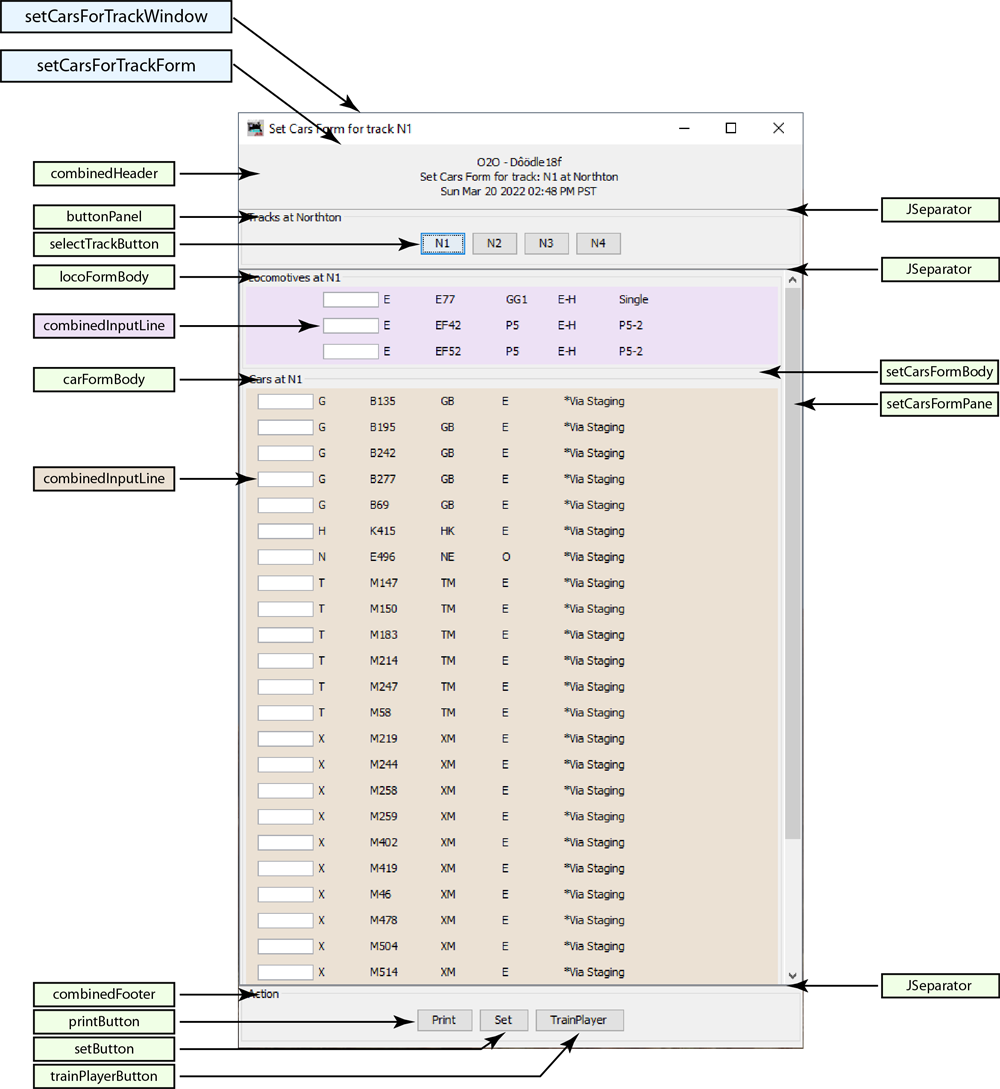 setCarsForTrackWindow
setCarsForTrackForm
Set Cars Form for track N1
combinedHeader
O2O - Dôödle18f
Set Cars Form for track: N1 at Northton
Sun Mar 20 2022 02:48 PM PST
JSeparator
buttonPanel
Tracks at Northton
selectTrackButton
N1 N2 N3 N4
JSeparator
locoFormBody
Locomotives at N1
E E77 GG1 E-H Single
combinedInputLine
E EF42 P5 E-H P5-2
E EF52 P5 E-H P5-2
setCarsFormBody
carFormBody
Cars at N1
setCarsFormPane
G B135 GB E *Via Staging
G B195 GB E *Via Staging
G B242 GB E *Via Staging
combinedInputLine
G B277 GB E *Via Staging
G B69 GB E *Via Staging
H K415 HK E *Via Staging
N E496 NE O *Via Staging
T M147 TM E *Via Staging
T M150 TM E *Via Staging
T M183 TM E *Via Staging
T M214 TM E *Via Staging
T M247 TM E *Via Staging
T M58 TM E *Via Staging
X M219 XM E *Via Staging
X M244 XM E *Via Staging
X M258 XM E *Via Staging
X M259 XM E *Via Staging
X M402 XM E *Via Staging
X M419 XM E *Via Staging
X M46 XM E *Via Staging
X M478 XM E *Via Staging
X M504 XM E *Via Staging
X M514 XM E *Via Staging
JSeparator
combinedFooter
Action
printButton
Print Set TrainPlayer
setButton
trainPlayerButton